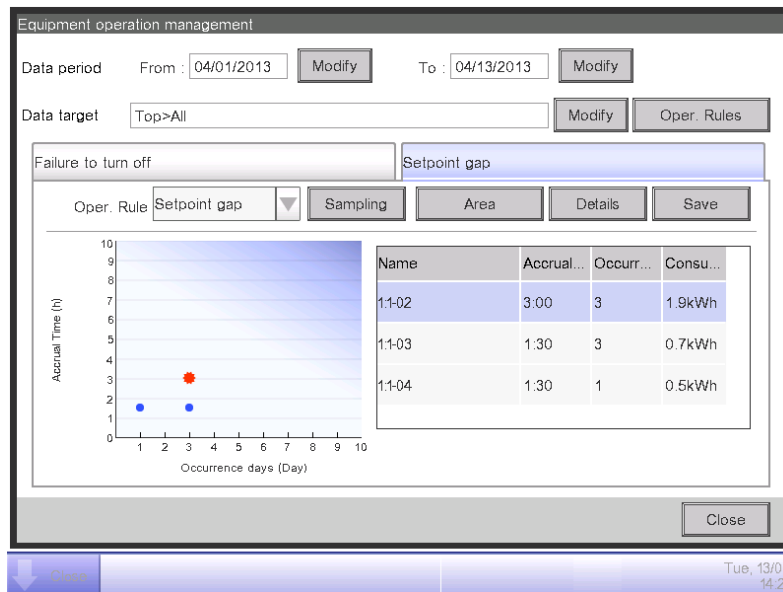 Equipment operation management
Data period From : 04/01/2013 Modify To : 04/13/2013 Modify
Data target Top>All Modify Oper. Rules
Failure to turn off Setpoint gap
Oper. Rule Setpoint gap Sampling Area Details Save
Name Accrual... Occurr... Consu...
1:1-02 3:00 3 1.9kWh
1:1-03 1:30 3 0.7kWh
1:1-04 1:30 1 0.5kWh
Accrual Time (h)
10
9
8
7
6
5
4
3
2
1
0
1 2 3 4 5 6 7 8 9 10
Occurrence days (Day)
Close
Tue, 13/0
14:2